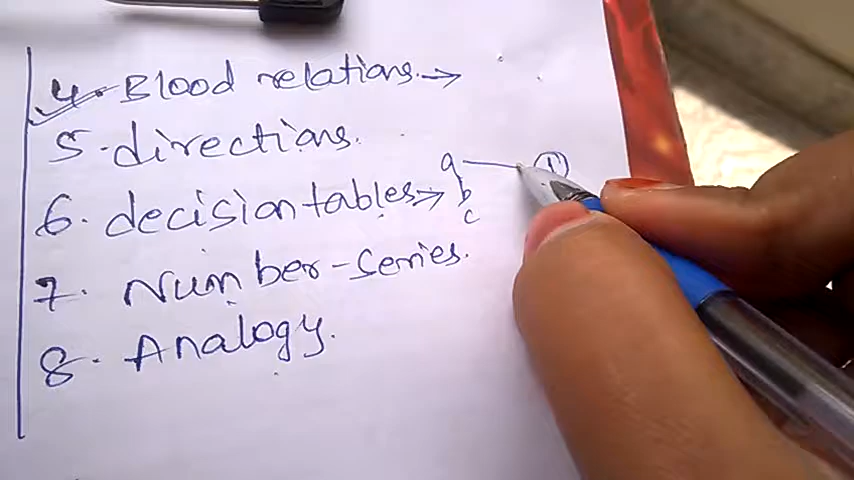 4. Blood relations. →
5. directions.
6. decision tables →
a — ①
b
c
7. Number-series.
8. Analogy.